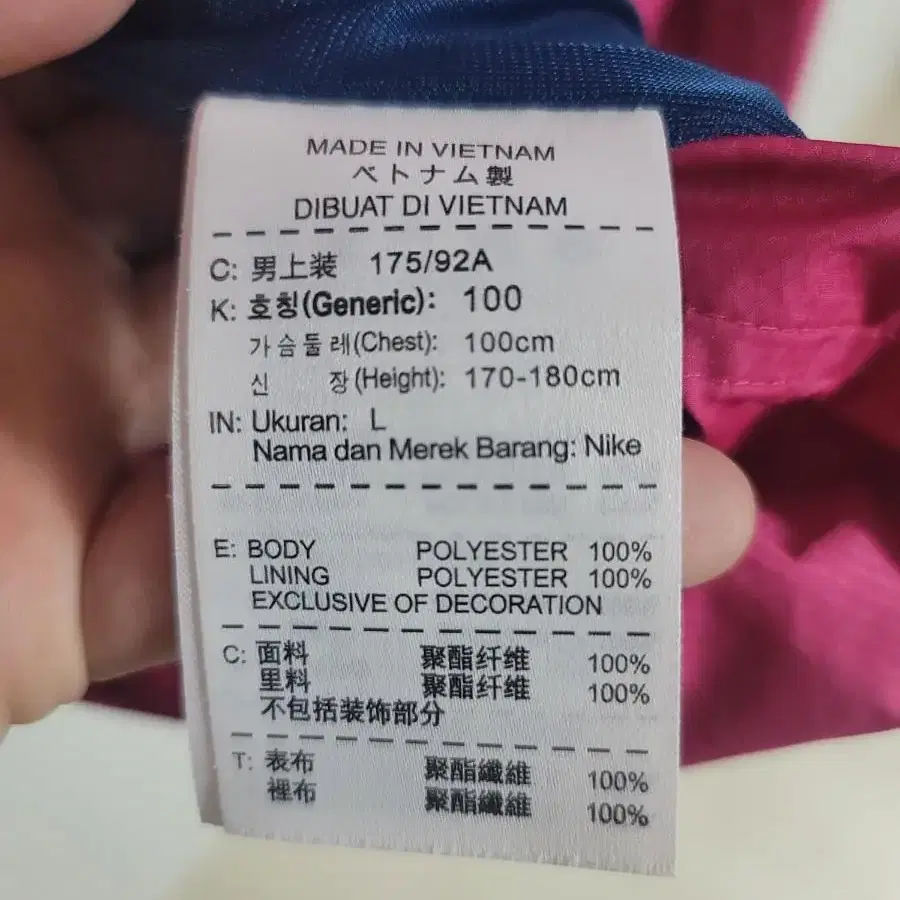 MADE IN VIETNAM
ベトナム製
DIBUAT DI VIETNAM
C: 男上装 175/92A
K: 호칭(Generic): 100
가슴둘레(Chest): 100cm
신 장(Height): 170-180cm
IN: Ukuran: L
Nama dan Merek Barang: Nike
E: BODY POLYESTER 100%
LINING POLYESTER 100%
EXCLUSIVE OF DECORATION
C: 面料 聚酯纤维 100%
里料 聚酯纤维 100%
不包括装饰部分
T: 表布 聚酯纖維 100%
裡布 聚酯纖維 100%